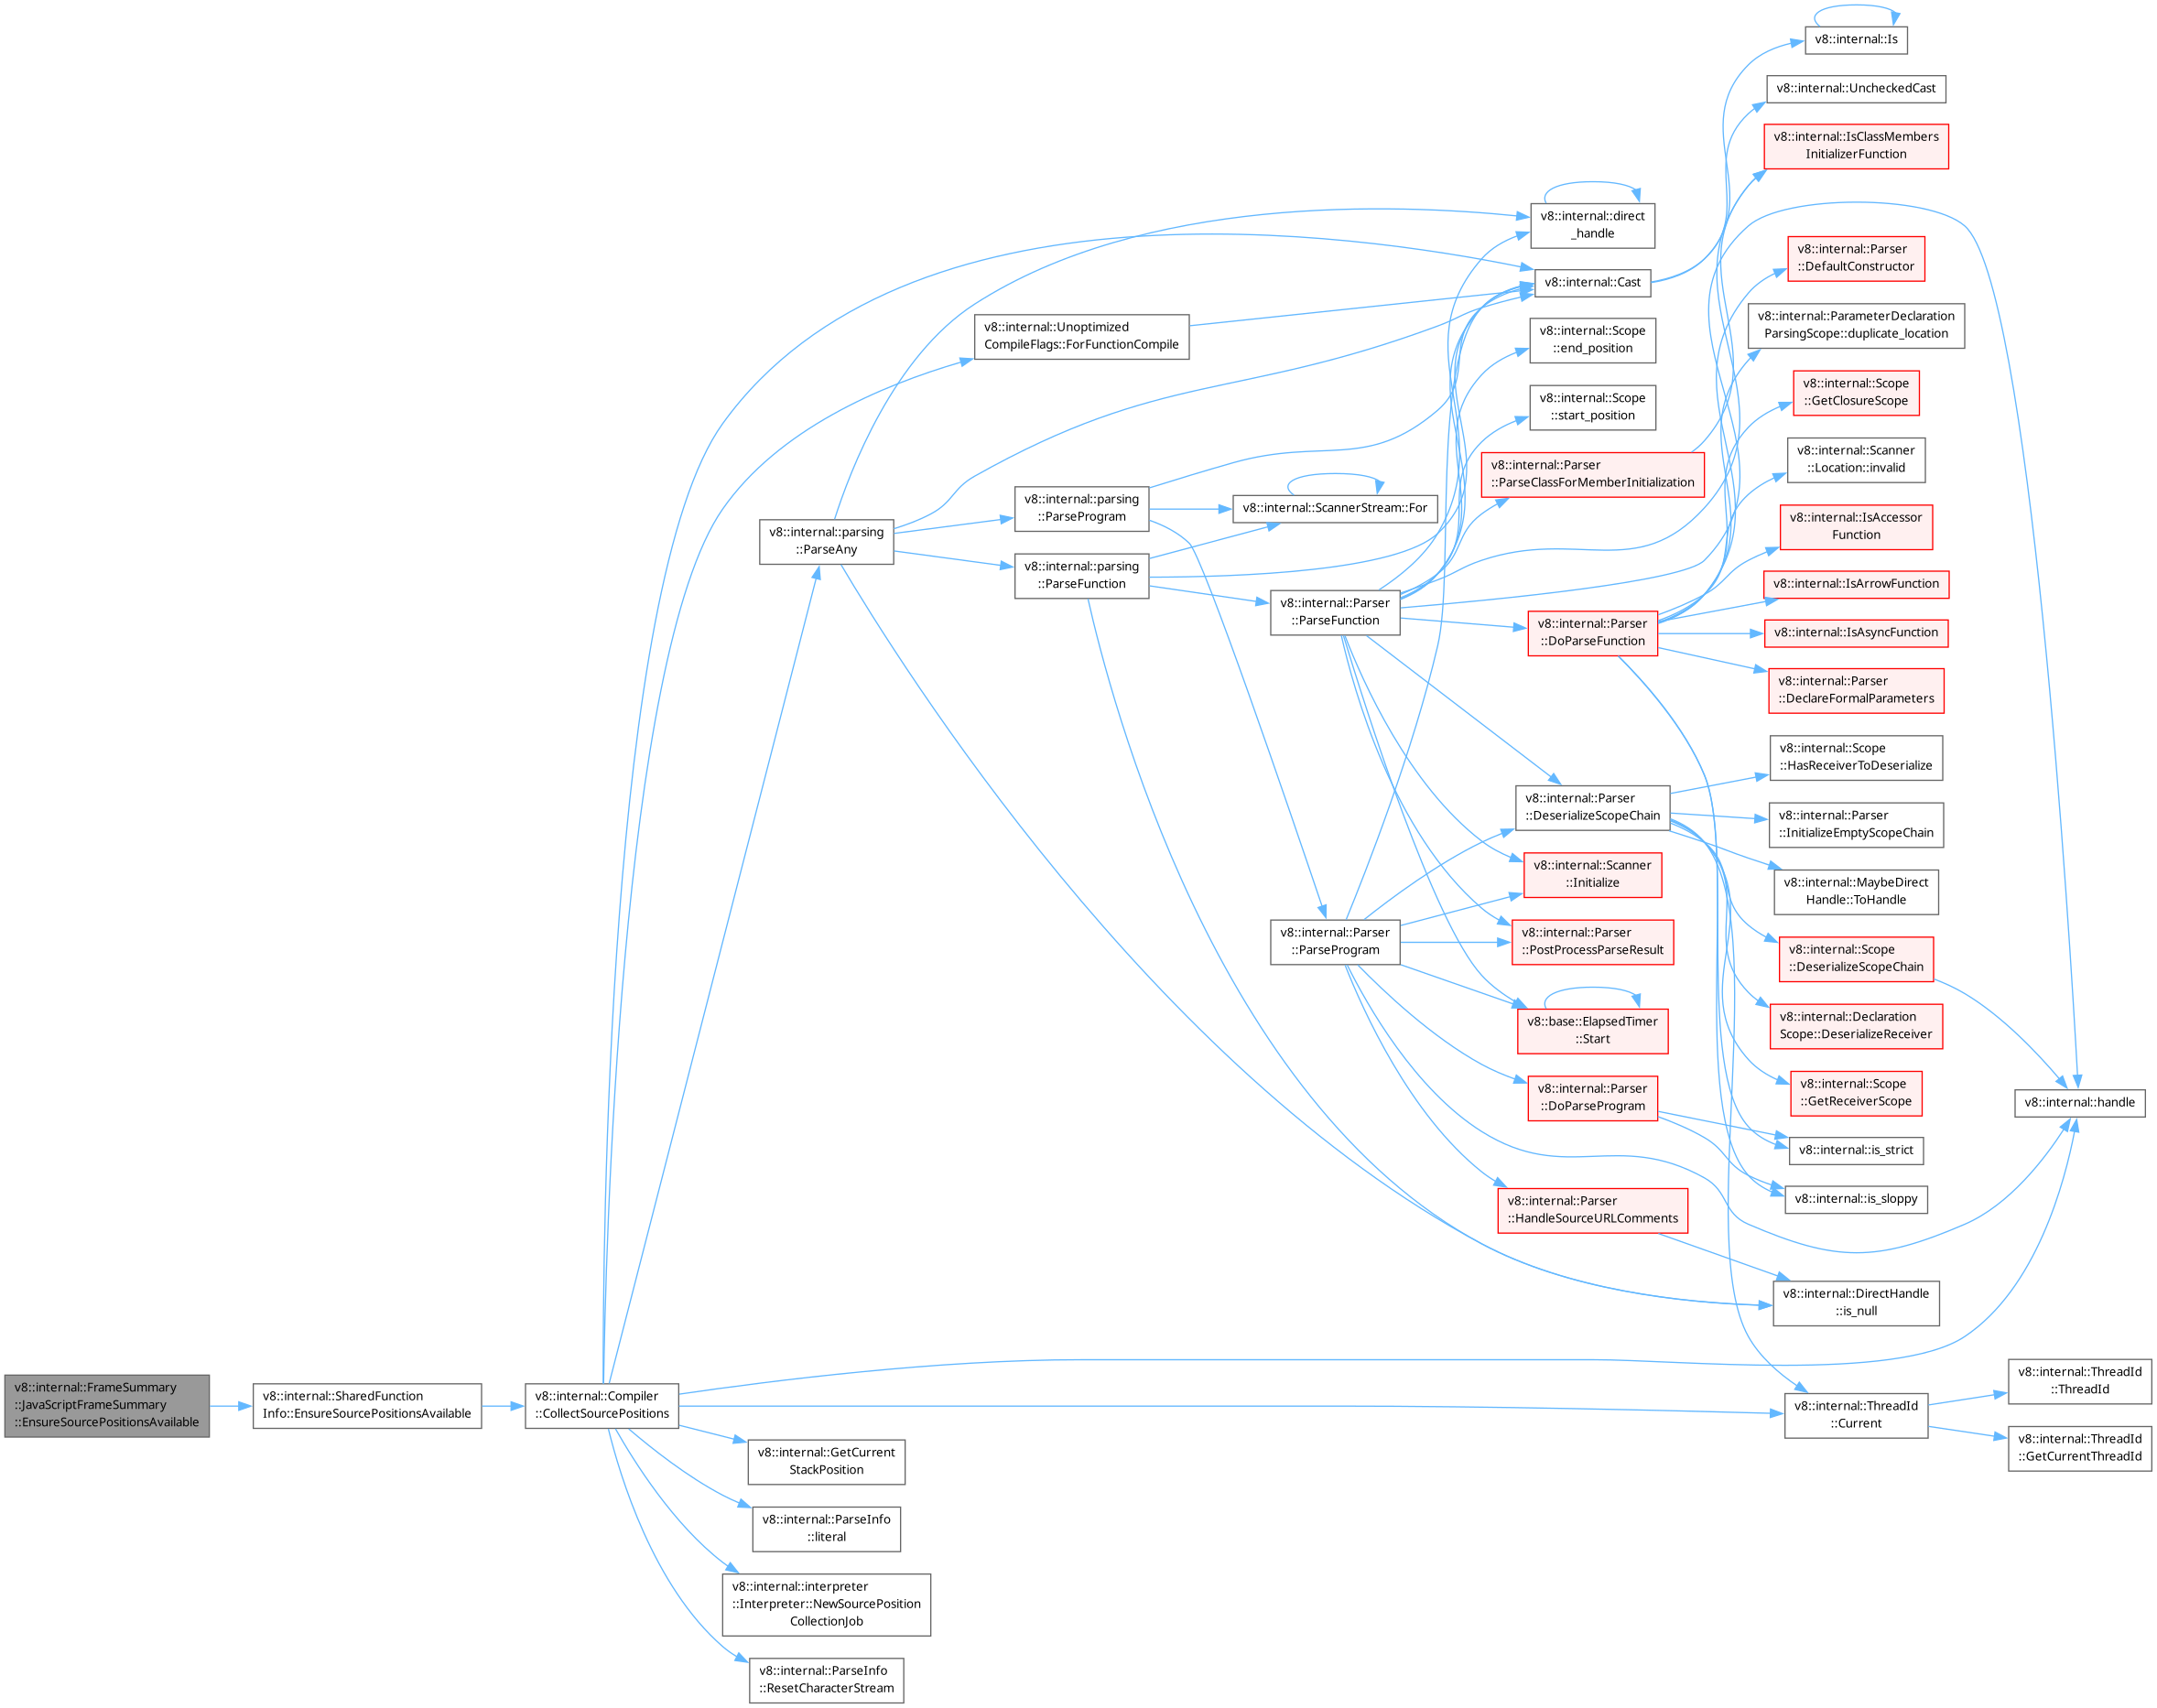 v8::internal::FrameSummary
::JavaScriptFrameSummary
::EnsureSourcePositionsAvailable
v8::internal::SharedFunction
Info::EnsureSourcePositionsAvailable
v8::internal::Compiler
::CollectSourcePositions
v8::internal::parsing
::ParseAny
v8::internal::GetCurrent
StackPosition
v8::internal::ParseInfo
::literal
v8::internal::interpreter
::Interpreter::NewSourcePosition
CollectionJob
v8::internal::ParseInfo
::ResetCharacterStream
v8::internal::Unoptimized
CompileFlags::ForFunctionCompile
v8::internal::parsing
::ParseProgram
v8::internal::parsing
::ParseFunction
v8::internal::ScannerStream::For
v8::internal::Parser
::ParseFunction
v8::internal::Parser
::ParseProgram
v8::internal::direct
_handle
v8::internal::Cast
v8::internal::Scope
::end_position
v8::internal::Scope
::start_position
v8::internal::Parser
::ParseClassForMemberInitialization
v8::internal::Parser
::DoParseFunction
v8::internal::Parser
::DeserializeScopeChain
v8::internal::Scanner
::Initialize
v8::internal::Parser
::PostProcessParseResult
v8::base::ElapsedTimer
::Start
v8::internal::Parser
::DoParseProgram
v8::internal::Parser
::HandleSourceURLComments
v8::internal::Is
v8::internal::UncheckedCast
v8::internal::IsClassMembers
InitializerFunction
v8::internal::Parser
::DefaultConstructor
v8::internal::ParameterDeclaration
ParsingScope::duplicate_location
v8::internal::Scope
::GetClosureScope
v8::internal::Scanner
::Location::invalid
v8::internal::IsAccessor
Function
v8::internal::IsArrowFunction
v8::internal::IsAsyncFunction
v8::internal::Parser
::DeclareFormalParameters
v8::internal::Scope
::HasReceiverToDeserialize
v8::internal::Parser
::InitializeEmptyScopeChain
v8::internal::MaybeDirect
Handle::ToHandle
v8::internal::Scope
::DeserializeScopeChain
v8::internal::Declaration
Scope::DeserializeReceiver
v8::internal::Scope
::GetReceiverScope
v8::internal::is_strict
v8::internal::is_sloppy
v8::internal::DirectHandle
::is_null
v8::internal::ThreadId
::Current
v8::internal::handle
v8::internal::ThreadId
::ThreadId
v8::internal::ThreadId
::GetCurrentThreadId